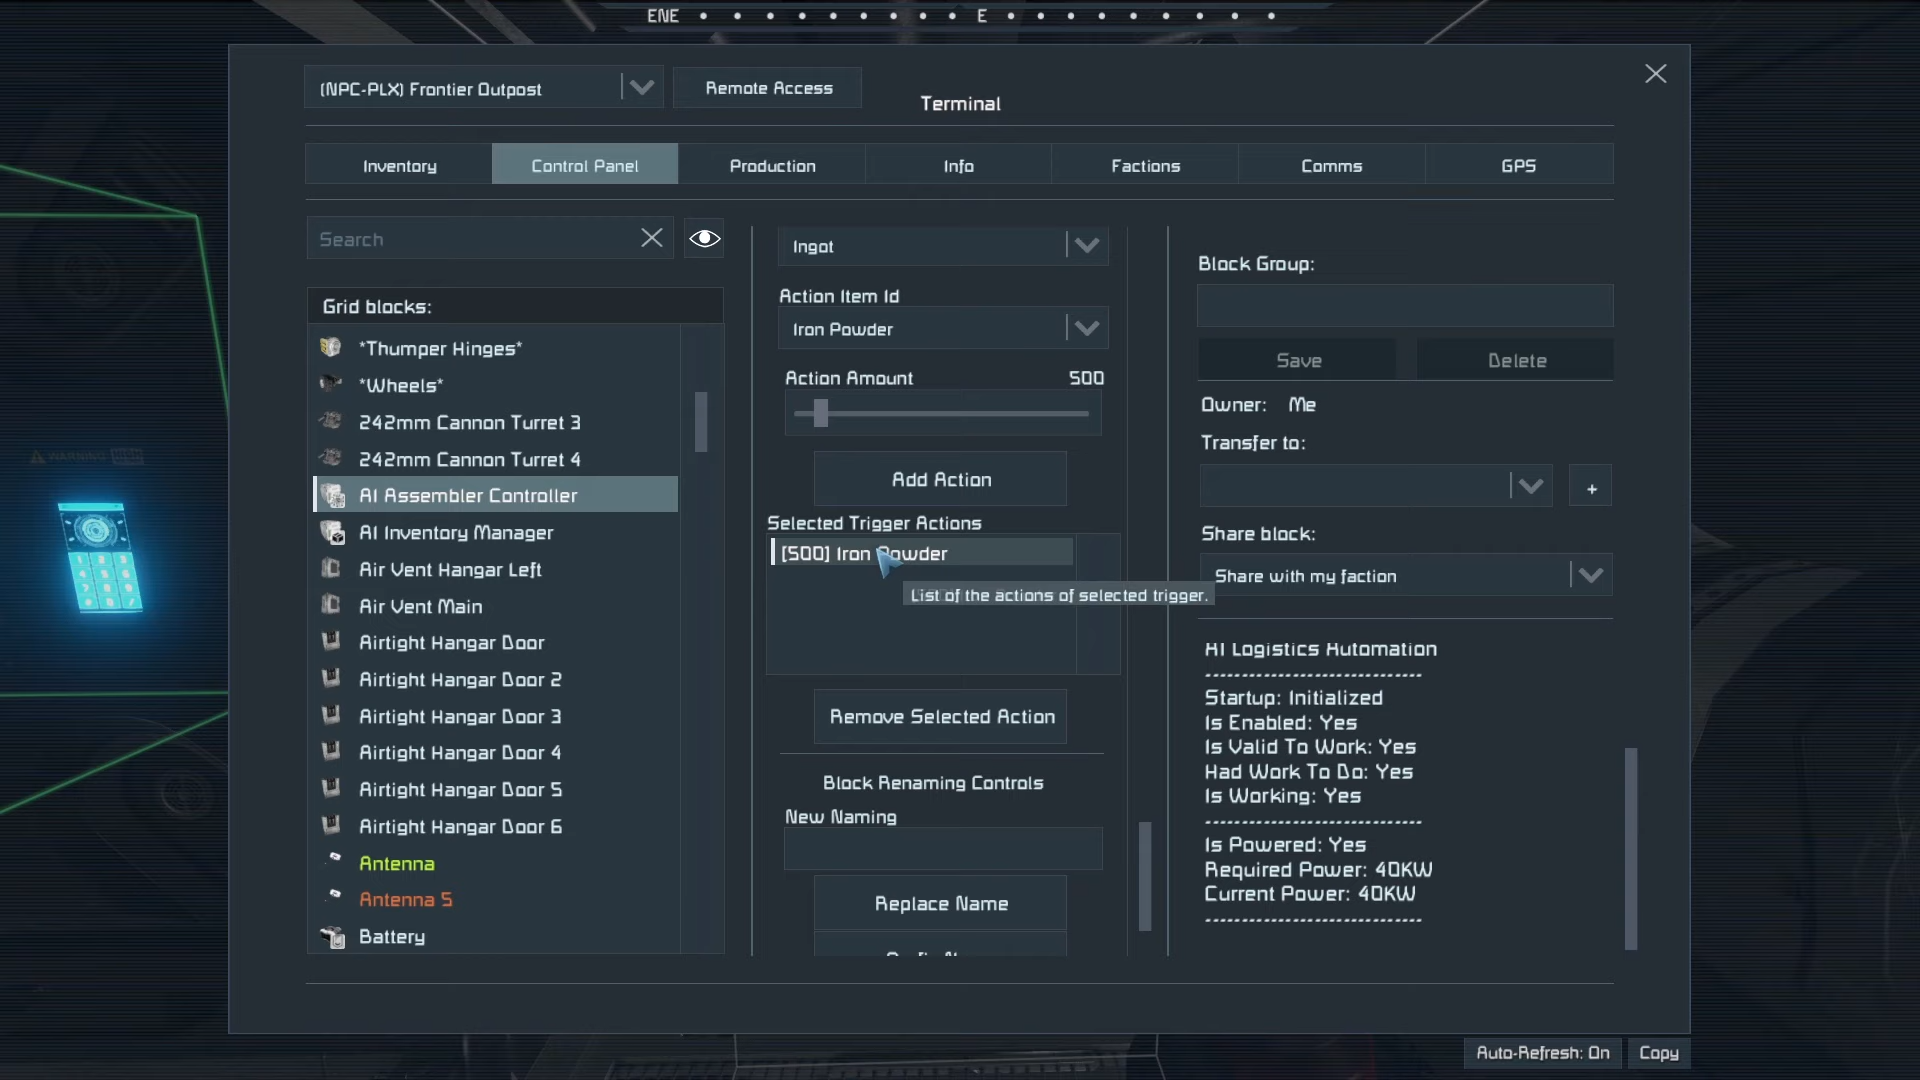 ENE
E
(NPC-PLX) Frontier Outpost
Remote Access
Terminal
Inventory
Control Panel
Production
Info
Factions
Comms
GPS
Search
Grid blocks:
*Thumper Hinges*
*Wheels*
242mm Cannon Turret 3
242mm Cannon Turret 4
AI Assembler Controller
AI Inventory Manager
Air Vent Hangar Left
Air Vent Main
Airtight Hangar Door
Airtight Hangar Door 2
Airtight Hangar Door 3
Airtight Hangar Door 4
Airtight Hangar Door 5
Airtight Hangar Door 6
Antenna
Antenna 5
Battery
Ingot
Action Item Id
Iron Powder
Action Amount 500
Add Action
Selected Trigger Actions
[500] Iron Powder
List of the actions of selected trigger.
Remove Selected Action
Block Renaming Controls
New Naming
Replace Name
Block Group:
Save
Delete
Owner: Me
Transfer to:
+
Share block:
Share with my faction
AI Logistics Automation
-----------------------------
Startup: Initialized
Is Enabled: Yes
Is Valid To Work: Yes
Had Work To Do: Yes
Is Working: Yes
-----------------------------
Is Powered: Yes
Required Power: 40KW
Current Power: 40KW
-----------------------------
Auto-Refresh: On
Copy
WARNING